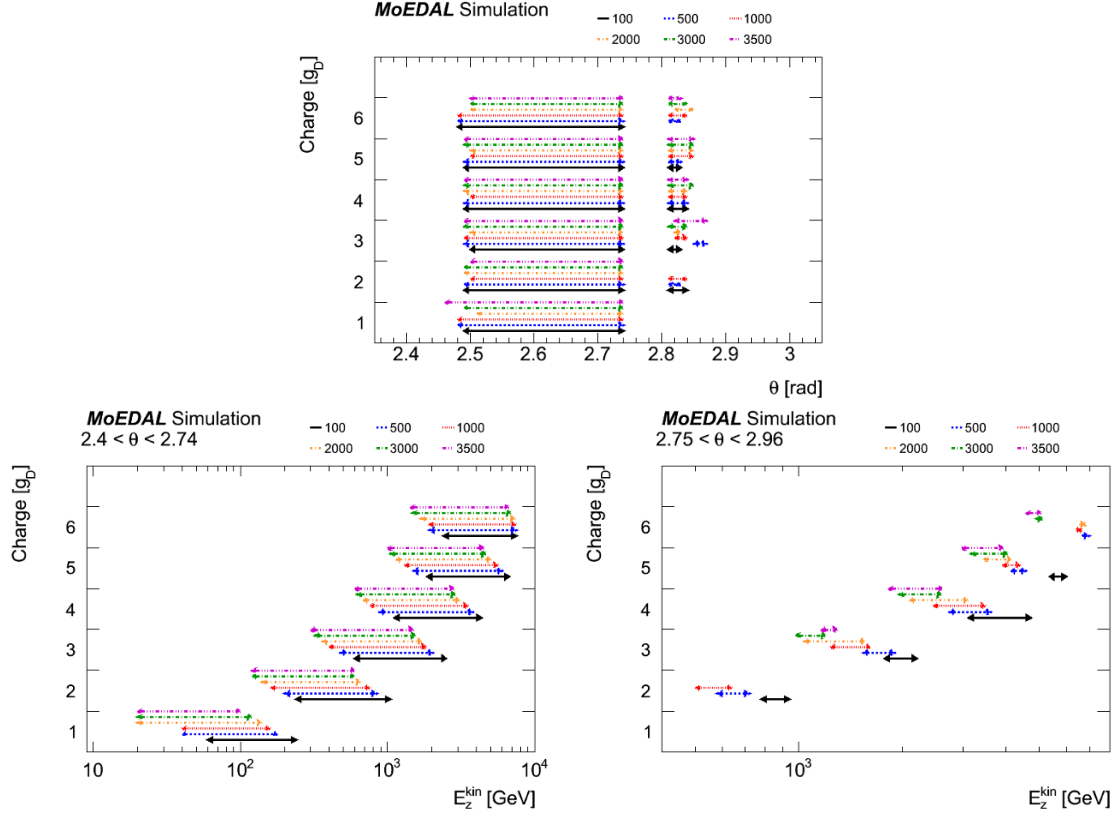 MoEDAL Simulation
100 500 1000
2000 3000 3500
Charge [g_D]
6
5
4
3
2
1
2.4 2.5 2.6 2.7 2.8 2.9 3
θ [rad]
MoEDAL Simulation
2.4 < θ < 2.74
100 500 1000
2000 3000 3500
Charge [g_D]
6
5
4
3
2
1
10 10^2 10^3 10^4
E_z^kin [GeV]
MoEDAL Simulation
2.75 < θ < 2.96
100 500 1000
2000 3000 3500
Charge [g_D]
6
5
4
3
2
1
10^3
E_z^kin [GeV]